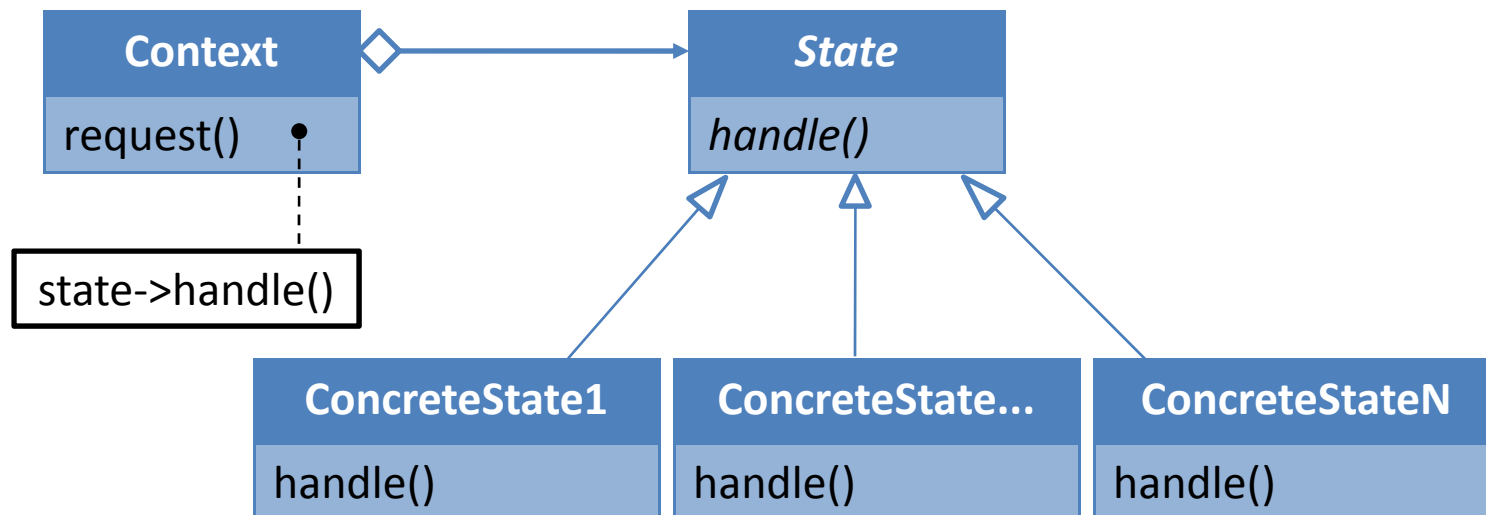 Context
State
request()
handle()
state->handle()
ConcreteState1
ConcreteState...
ConcreteStateN
handle()
handle()
handle()